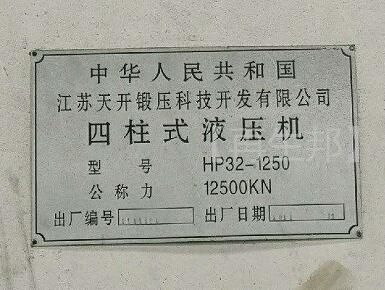 中华人民共和国
江苏天开锻压科技开发有限公司
四柱式液压机
型号 HP32-1250
公称力 12500KN
出厂编号 出厂日期